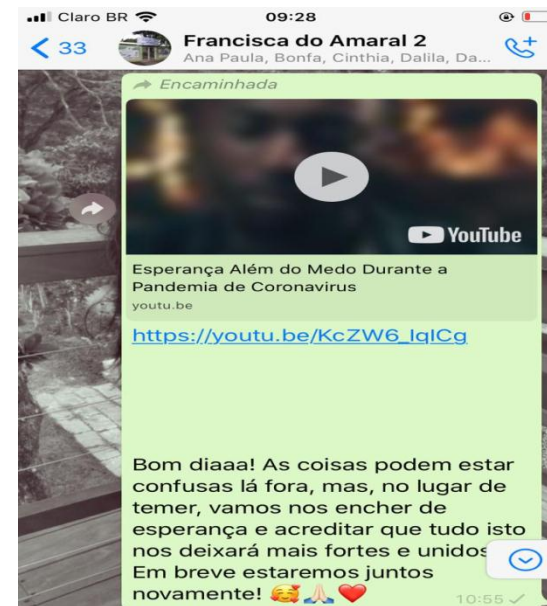 Claro BR 09:28
33 Francisca do Amaral 2
Ana Paula, Bonfa, Cinthia, Dalila, Da...
Encaminhada
YouTube
Esperança Além do Medo Durante a
Pandemia de Coronavirus
youtu.be
https://youtu.be/KcZW6_IqICg
Bom diaaa! As coisas podem estar
confusas lá fora, mas, no lugar de
temer, vamos nos encher de
esperança e acreditar que tudo isto
nos deixará mais fortes e unidos
Em breve estaremos juntos
novamente! 🥰🙏🏻❤️
10:55